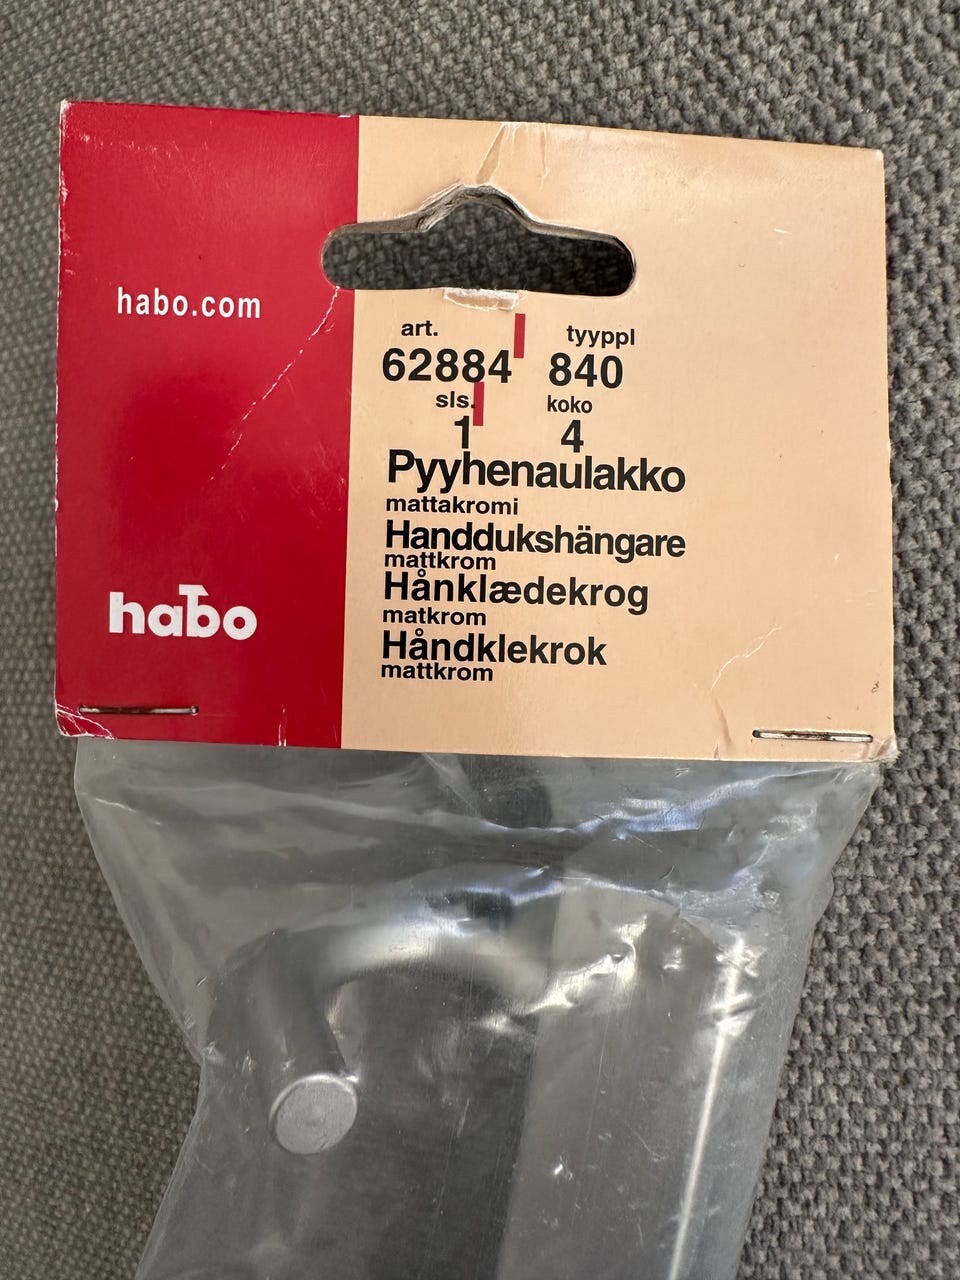 habo.com
art. tyyppl
62884 840
sls. koko
1 4
Pyyhenaulakko
mattakromi
Handdukshängare
mattkrom
Hånklædekrog
matkrom
Håndklekrok
mattkrom
habo